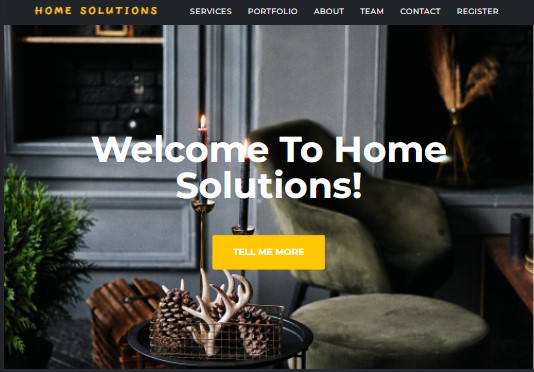 HOME SOLUTIONS SERVICES PORTFOLIO ABOUT TEAM CONTACT REGISTER
Welcome To Home
Solutions!
TELL ME MORE